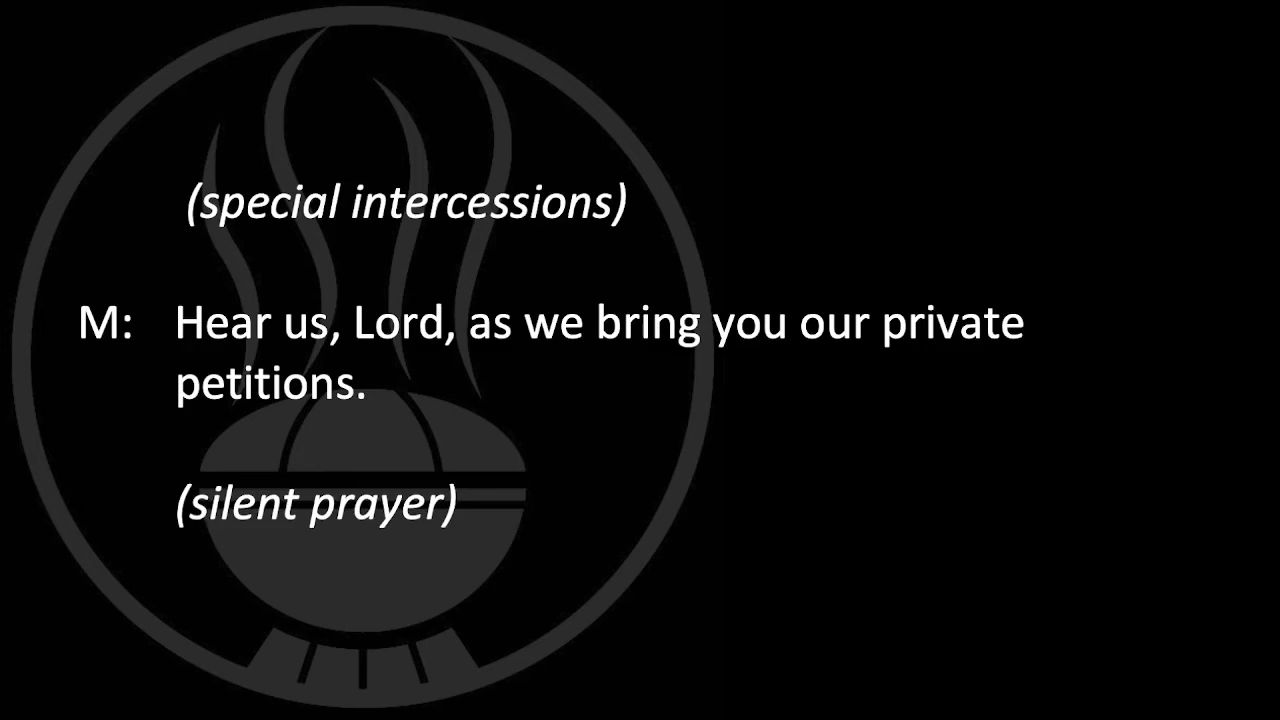 (special intercessions)
M: Hear us, Lord, as we bring you our private
petitions.
(silent prayer)